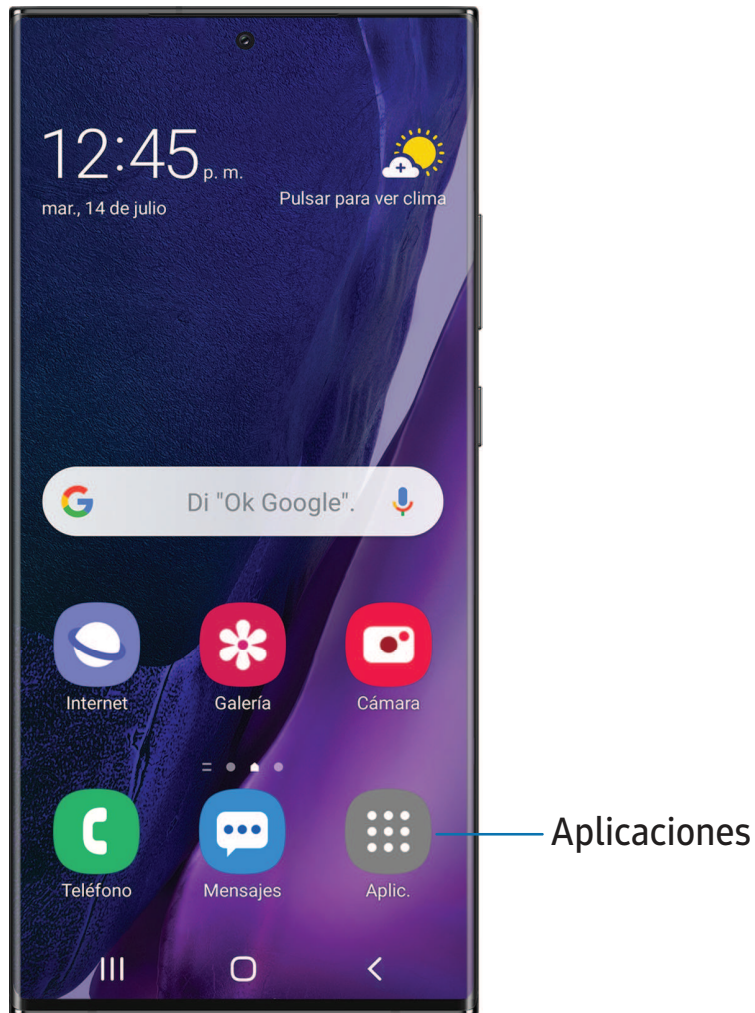 12:45 p. m.
mar., 14 de julio
Pulsar para ver clima
Di "Ok Google".
Internet
Galería
Cámara
Teléfono
Mensajes
Aplic.
Aplicaciones